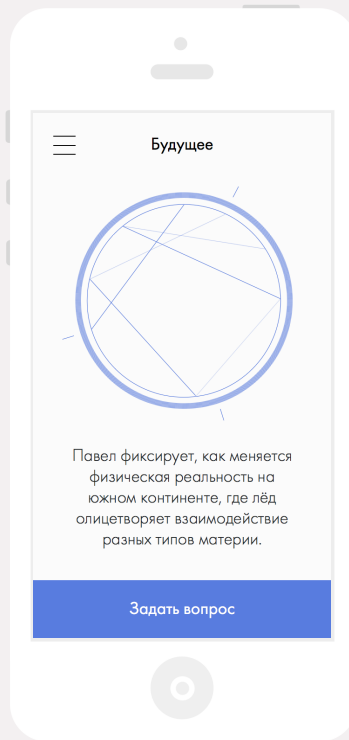 Будущее
Павел фиксирует, как меняется
физическая реальность на
южном континенте, где лёд
олицетворяет взаимодействие
разных типов материи.
Задать вопрос